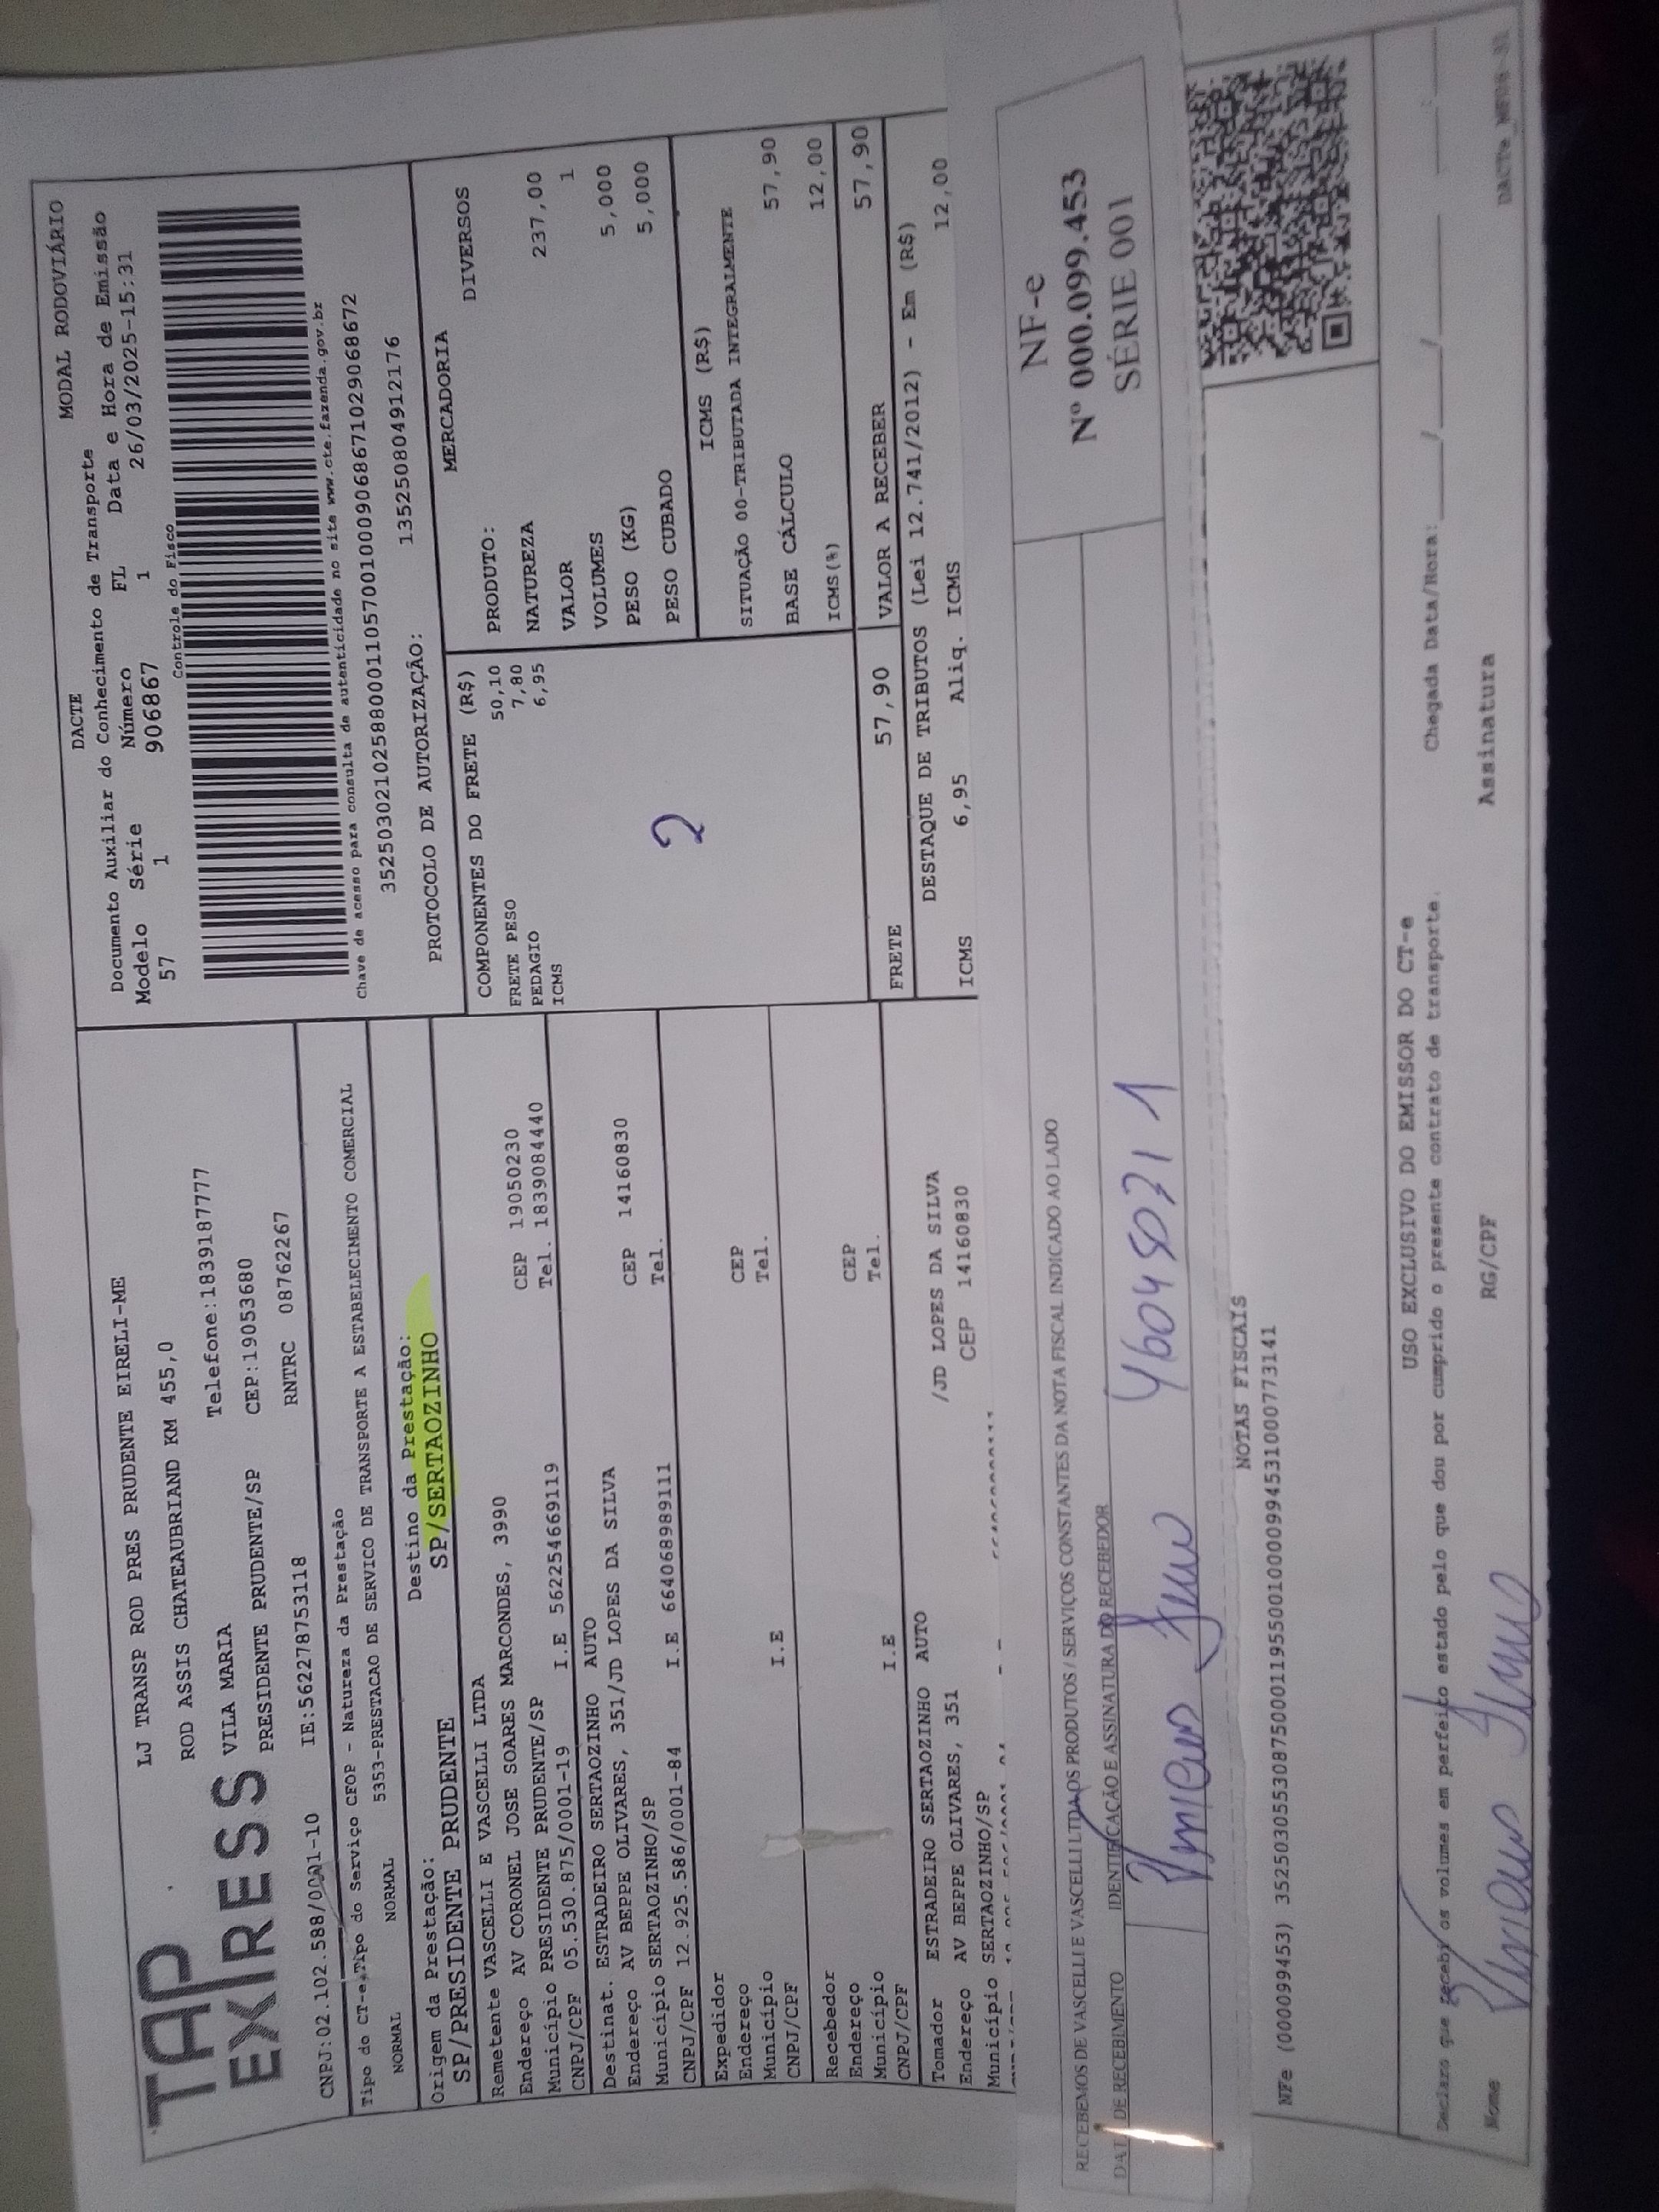 TAP
EXPRESS
LJ TRANSP ROD PRES PRUDENTE EIRELI-ME
ROD ASSIS CHATEAUBRIAND KM 455,0
Telefone:1839187777
VILA MARIA
PRESIDENTE PRUDENTE/SP CEP:19053680
CNPJ:02.102.588/0001-10 IE:562278753118 RNTRC 08762267
DACTE MODAL RODOVIÁRIO
Documento Auxiliar do Conhecimento de Transporte
Modelo Série Número FL Data e Hora de Emissão
57 1 906867 1 26/03/2025-15:31
Controle do Fisco
Chave de acesso para consulta de autenticidade no site www.cte.fazenda.gov.br
35250302102588000110570010009068671029068672
PROTOCOLO DE AUTORIZAÇÃO: 135250804912176
Tipo do CT-e Tipo do Serviço CFOP - Natureza da Prestação
NORMAL NORMAL 5353-PRESTACAO DE SERVICO DE TRANSPORTE A ESTABELECIMENTO COMERCIAL
Origem da Prestação: Destino da Prestação:
SP/PRESIDENTE PRUDENTE SP/SERTAOZINHO
Remetente VASCELLI E VASCELLI LTDA
Endereço AV CORONEL JOSE SOARES MARCONDES, 3990 CEP 19050230
Município PRESIDENTE PRUDENTE/SP Tel. 1839084440
CNPJ/CPF 05.530.875/0001-19 I.E 562254669119
Destinat. ESTRADEIRO SERTAOZINHO AUTO
Endereço AV BEPPE OLIVARES, 351/JD LOPES DA SILVA CEP 14160830
Município SERTAOZINHO/SP Tel.
CNPJ/CPF 12.925.586/0001-84 I.E 664068989111
Expedidor
Endereço CEP
Município Tel.
CNPJ/CPF I.E
Recebedor
Endereço CEP
Município Tel.
CNPJ/CPF I.E
Tomador ESTRADEIRO SERTAOZINHO AUTO
Endereço AV BEPPE OLIVARES, 351 /JD LOPES DA SILVA
Município SERTAOZINHO/SP CEP 14160830
COMPONENTES DO FRETE (R$)
FRETE PESO 50,10
PEDAGIO 7,80
ICMS 6,95
2
FRETE 57,90
MERCADORIA
PRODUTO: DIVERSOS
NATUREZA
VALOR 237,00
VOLUMES 1
PESO (KG) 5,000
PESO CUBADO 5,000
ICMS (R$)
SITUAÇÃO 00-TRIBUTADA INTEGRALMENTE
BASE CÁLCULO 57,90
ICMS(%) 12,00
VALOR A RECEBER 57,90
DESTAQUE DE TRIBUTOS (Lei 12.741/2012) - Em (R$)
ICMS 6,95 Aliq. ICMS 12,00
RECEBEMOS DE VASCELLI E VASCELLI LTDA OS PRODUTOS / SERVIÇOS CONSTANTES DA NOTA FISCAL INDICADO AO LADO
DATA DE RECEBIMENTO IDENTIFICAÇÃO E ASSINATURA DO RECEBEDOR
NF-e
Nº 000.099.453
SÉRIE 001
NOTAS FISCAIS
NFe (000099453) 35250305530875000119550010000994531000773141
USO EXCLUSIVO DO EMISSOR DO CT-e
Declaro que recebi os volumes em perfeito estado pelo que dou por cumprido o presente contrato de transporte.
Chegada Data/Hora: ___/___/___ ___:___
Nome RG/CPF Assinatura